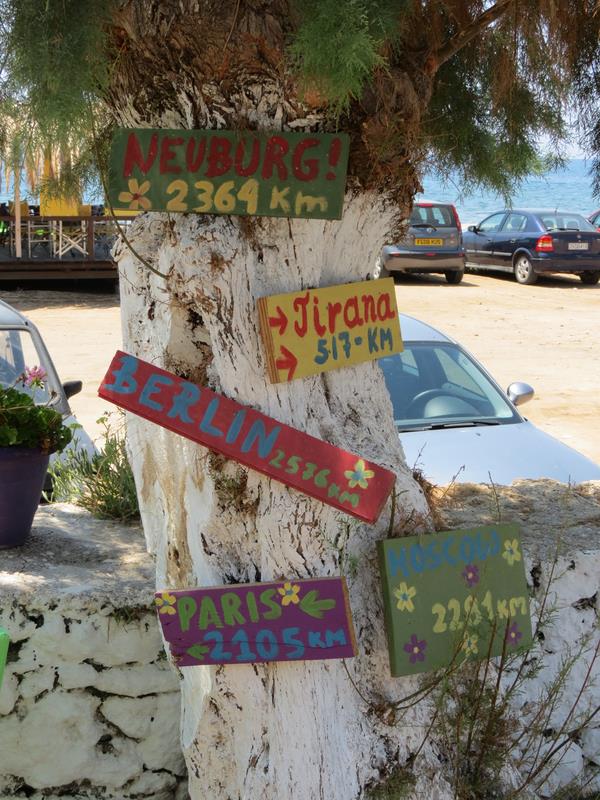 NEUBURG!
2364 Km
Tirana
517-KM
BERLIN
2536 KM
MOSCOW
2291 KM
PARIS
2105 KM